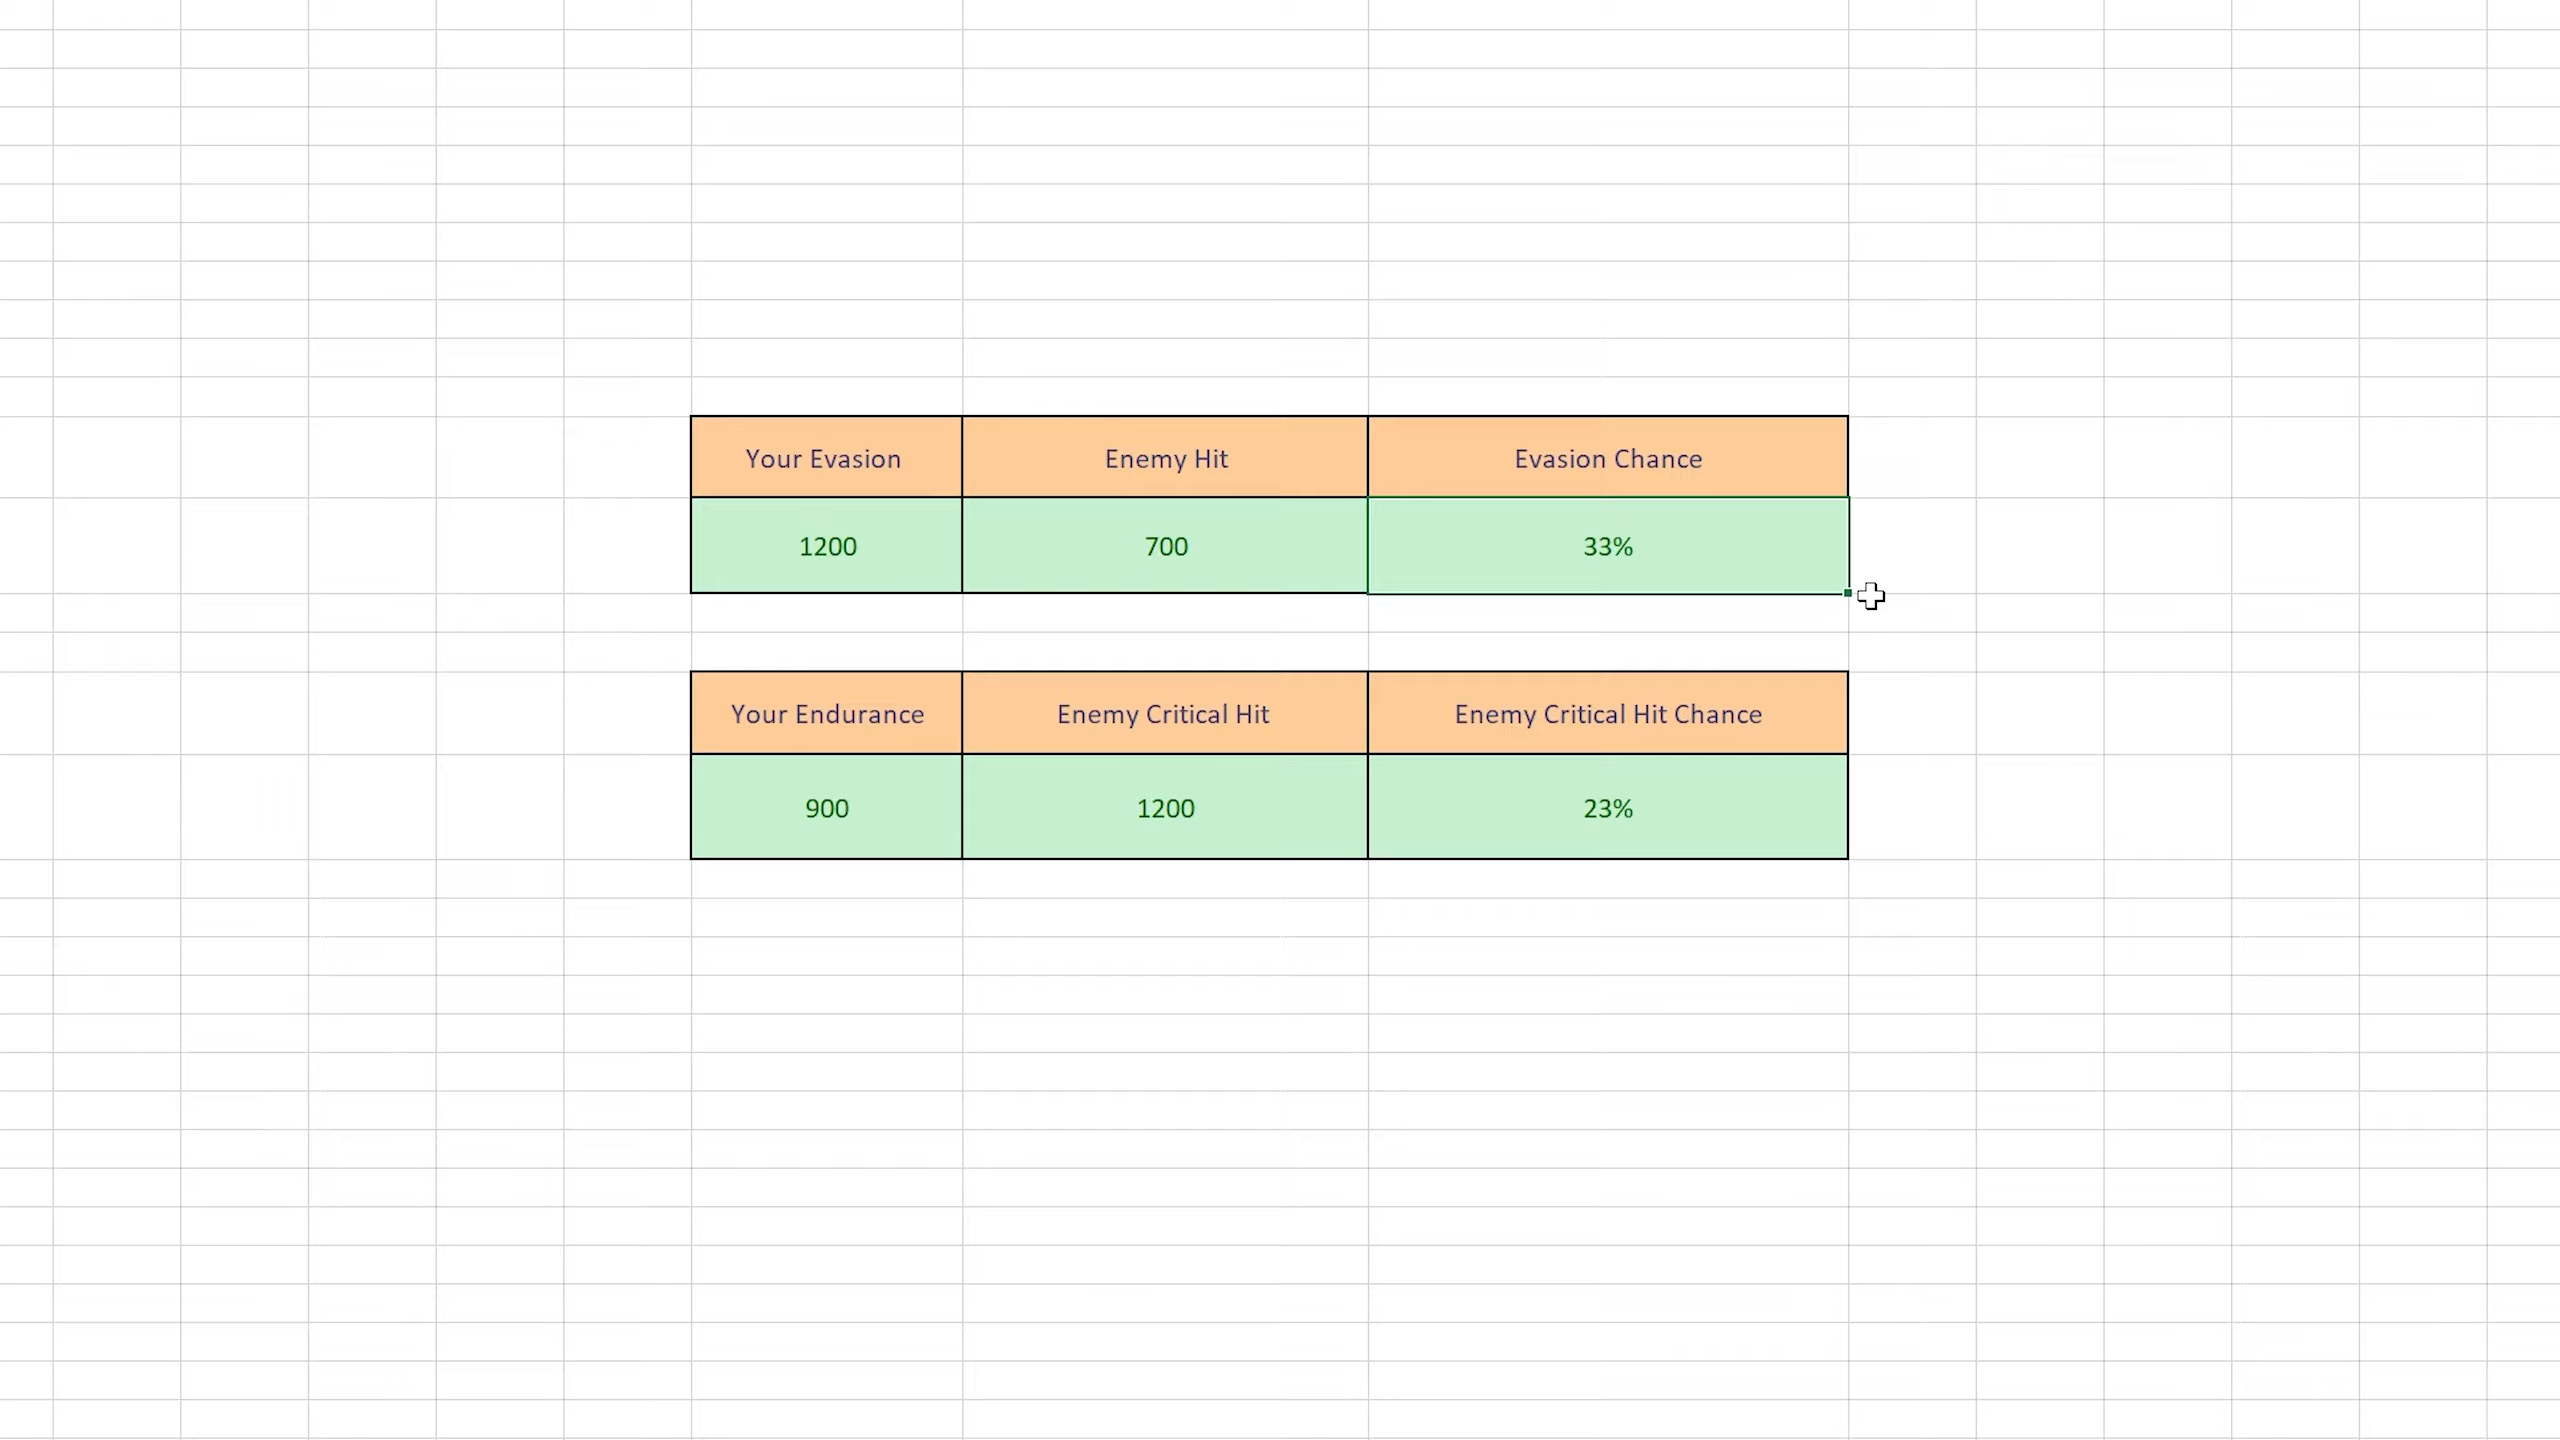 Your Evasion Enemy Hit Evasion Chance
1200 700 33%
Your Endurance Enemy Critical Hit Enemy Critical Hit Chance
900 1200 23%